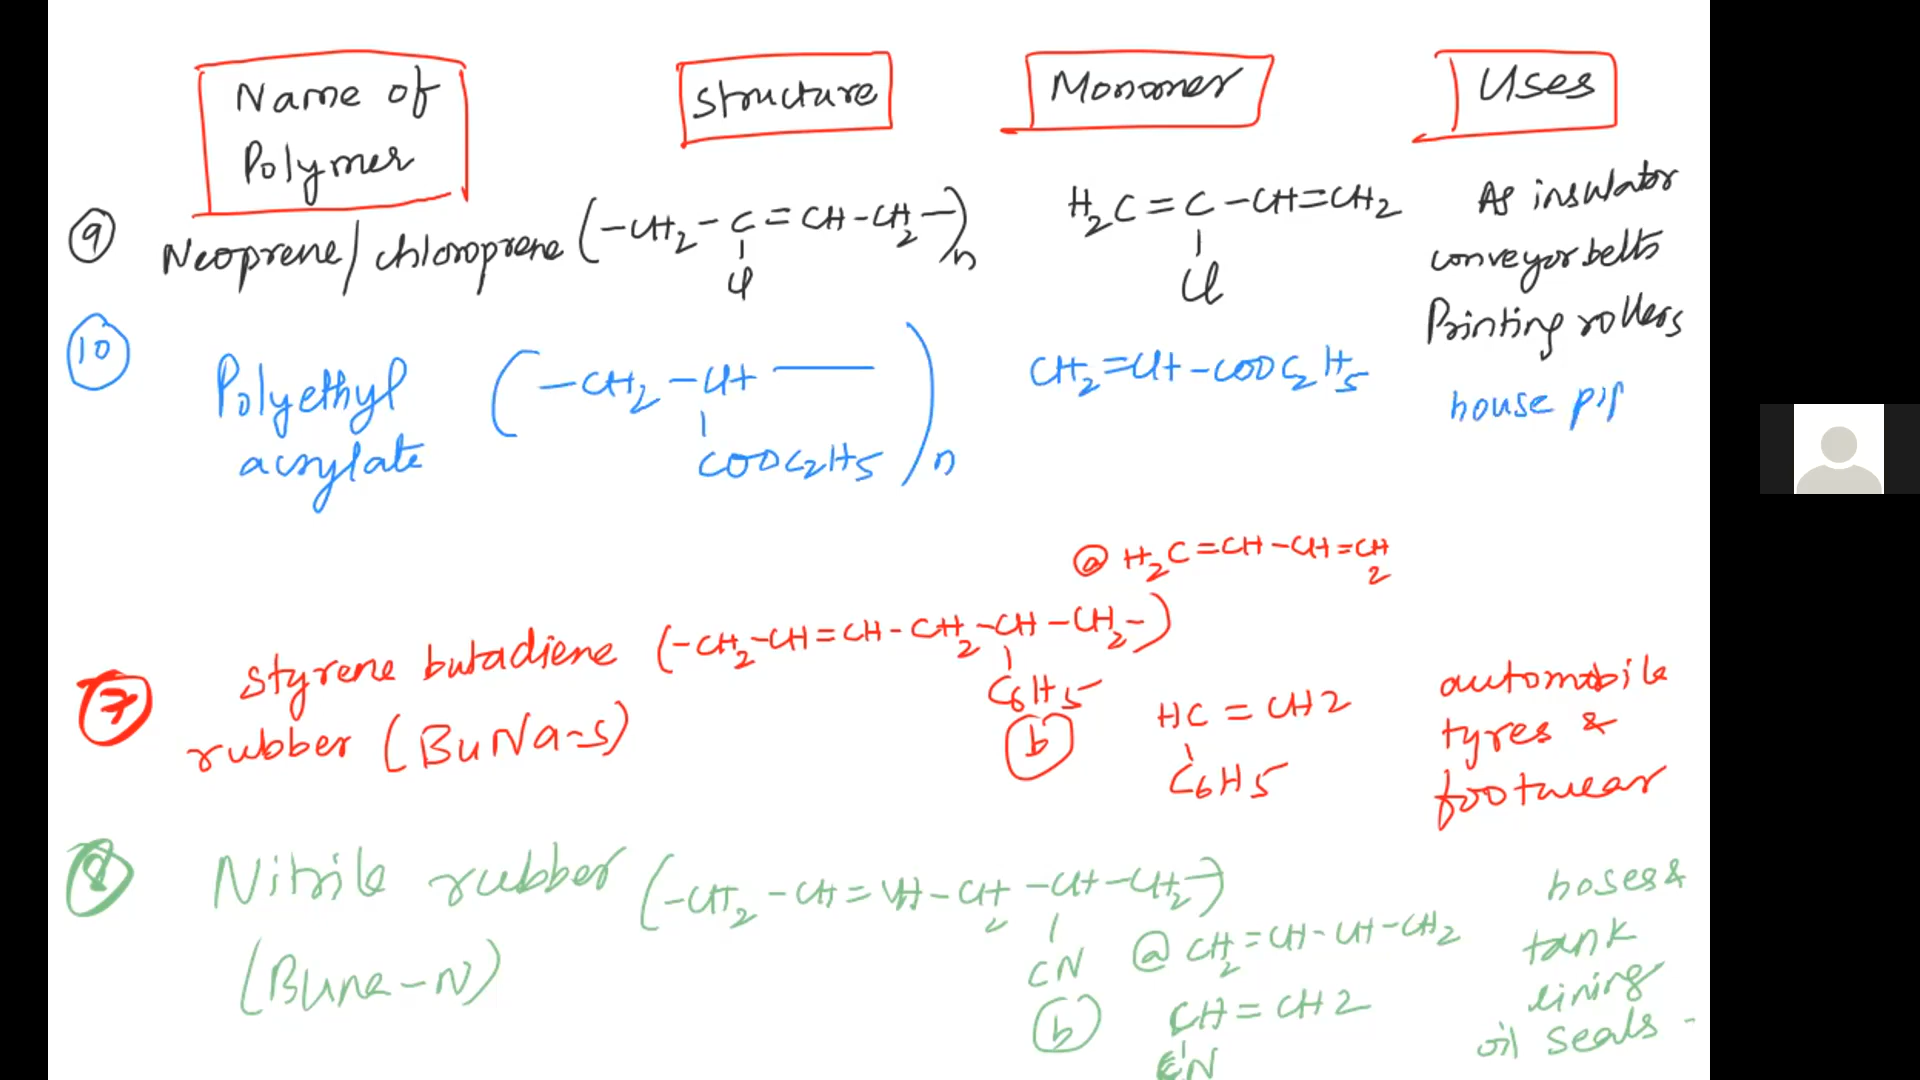 Name of Polymer
Structure
Monomer
Uses
9 Neoprene/chloroprene (-CH2-C=CH-CH2-)n H2C=C-CH=CH2 As insulator
Cl Cl conveyor belts
Printing rollers
10 Polyethyl (-CH2-CH—)n CH2=CH-COOC2H5 house pip
acrylate COOC2H5
a H2C=CH-CH=CH2
7 styrene butadiene (-CH2-CH=CH-CH2-CH-CH2-)
rubber (BuNa-s) C6H5
b HC=CH2
C6H5
automobile
tyres &
footwear
8 Nitrile rubber (-CH2-CH=CH-CH2-CH-CH2-)
(Buna-N) CN
a CH2=CH-CH-CH2
b CH=CH2
CN
hoses &
tank
lining
oil seals -